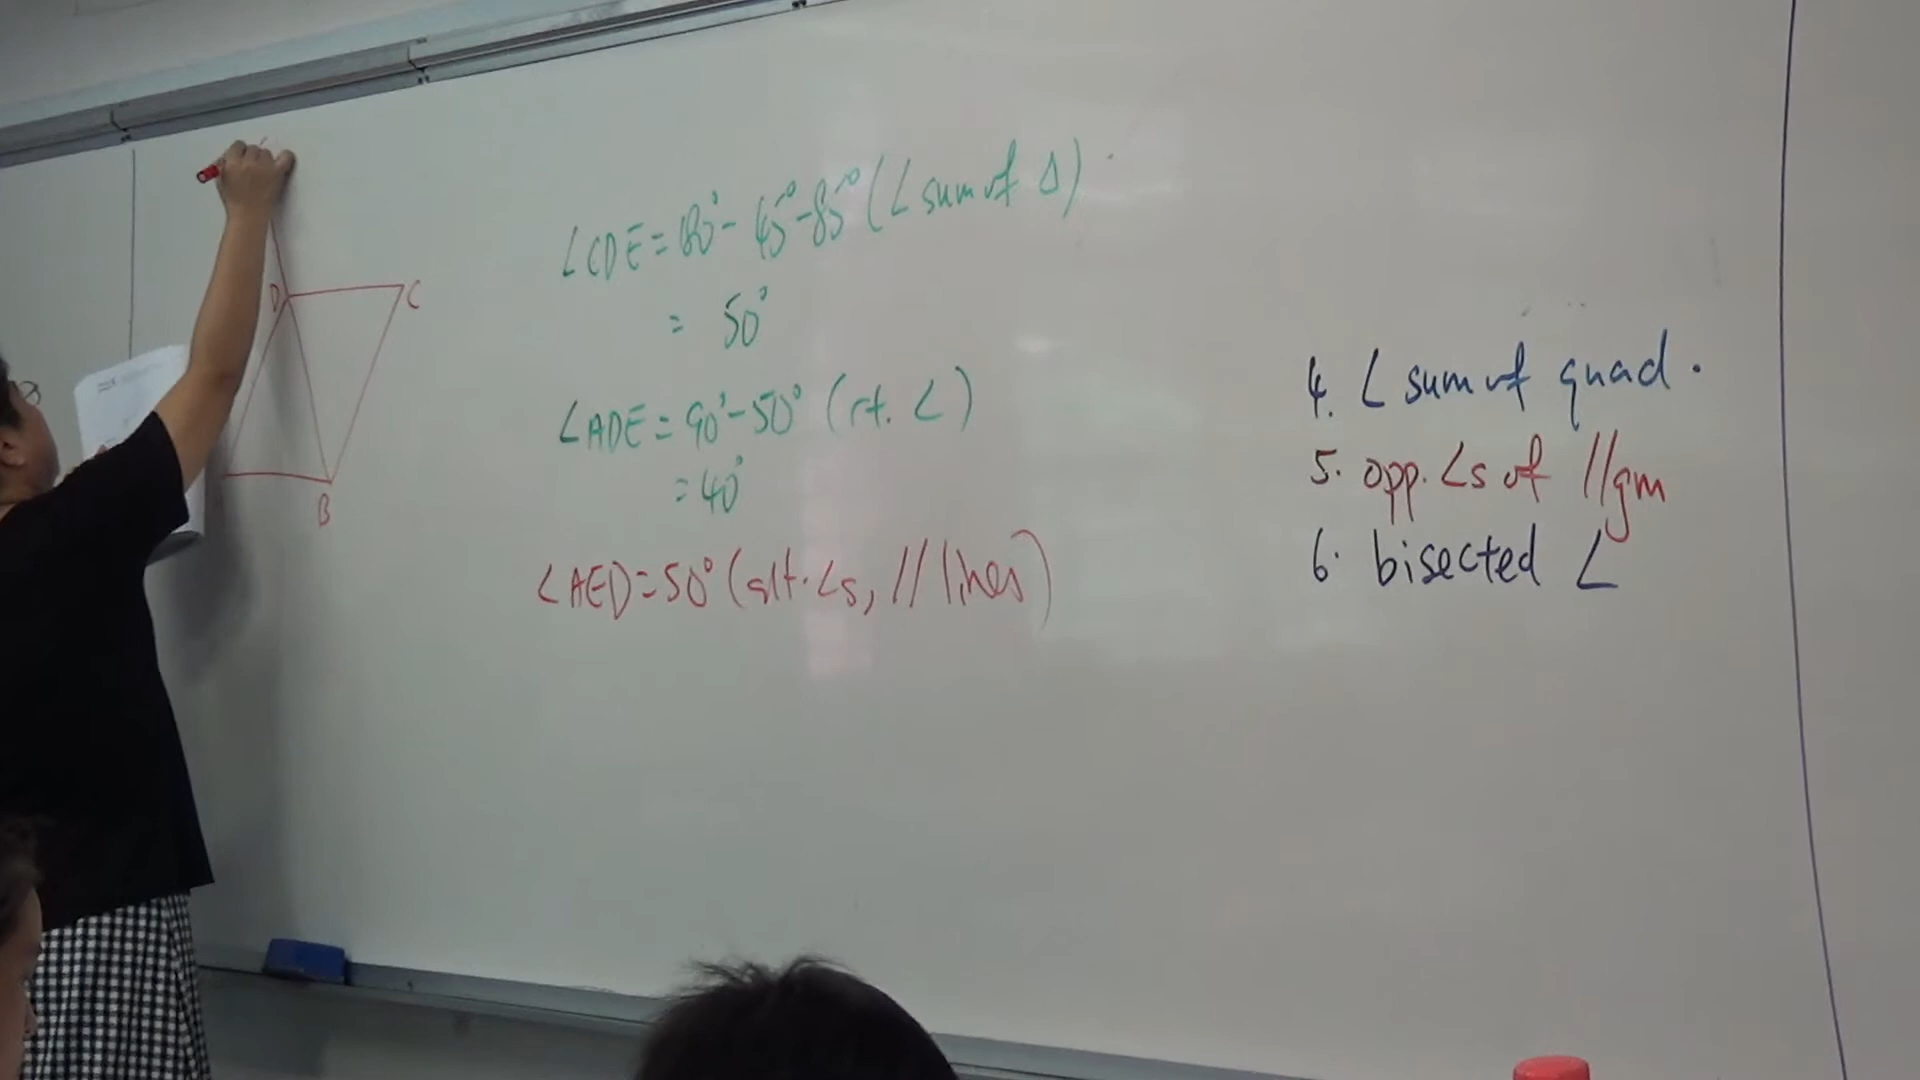 D
C
B
∠CDE = 180° - 45° - 85° (∠ sum of Δ)
= 50°
∠ADE = 90° - 50° (rt. ∠)
= 40°
∠AED = 50° (alt. ∠s, // lines)
4. ∠ sum of quad.
5. opp. ∠s of //gm
6. bisected ∠